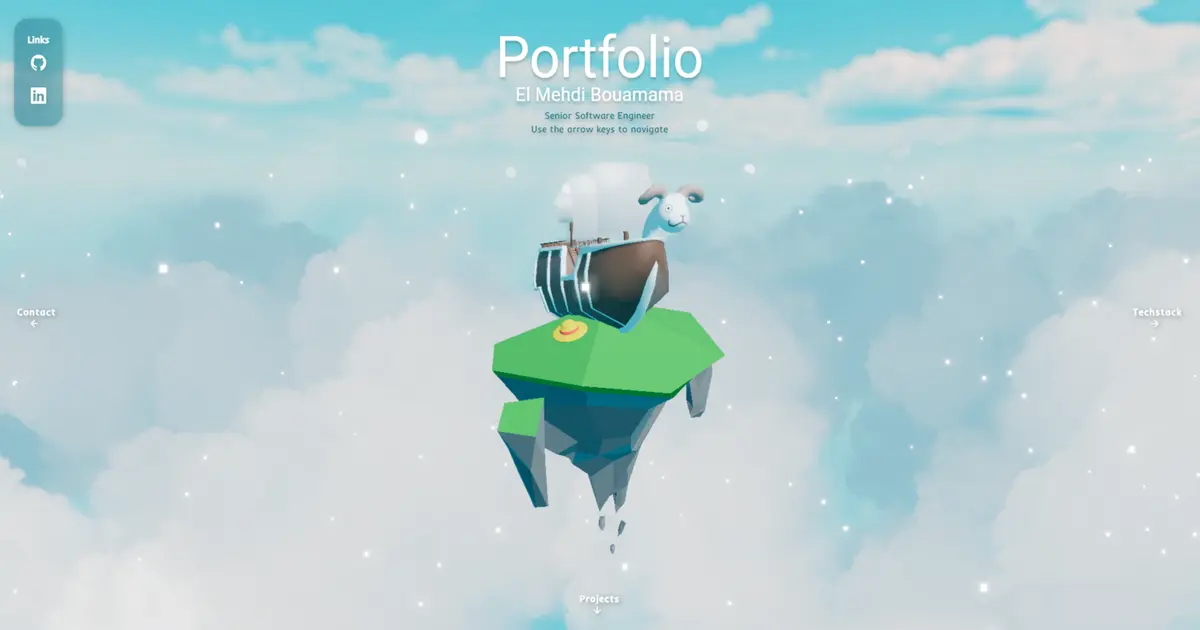 Links
Portfolio
El Mehdi Bouamama
Senior Software Engineer
Use the arrow keys to navigate
Contact
←
Techstack
→
Projects
↓